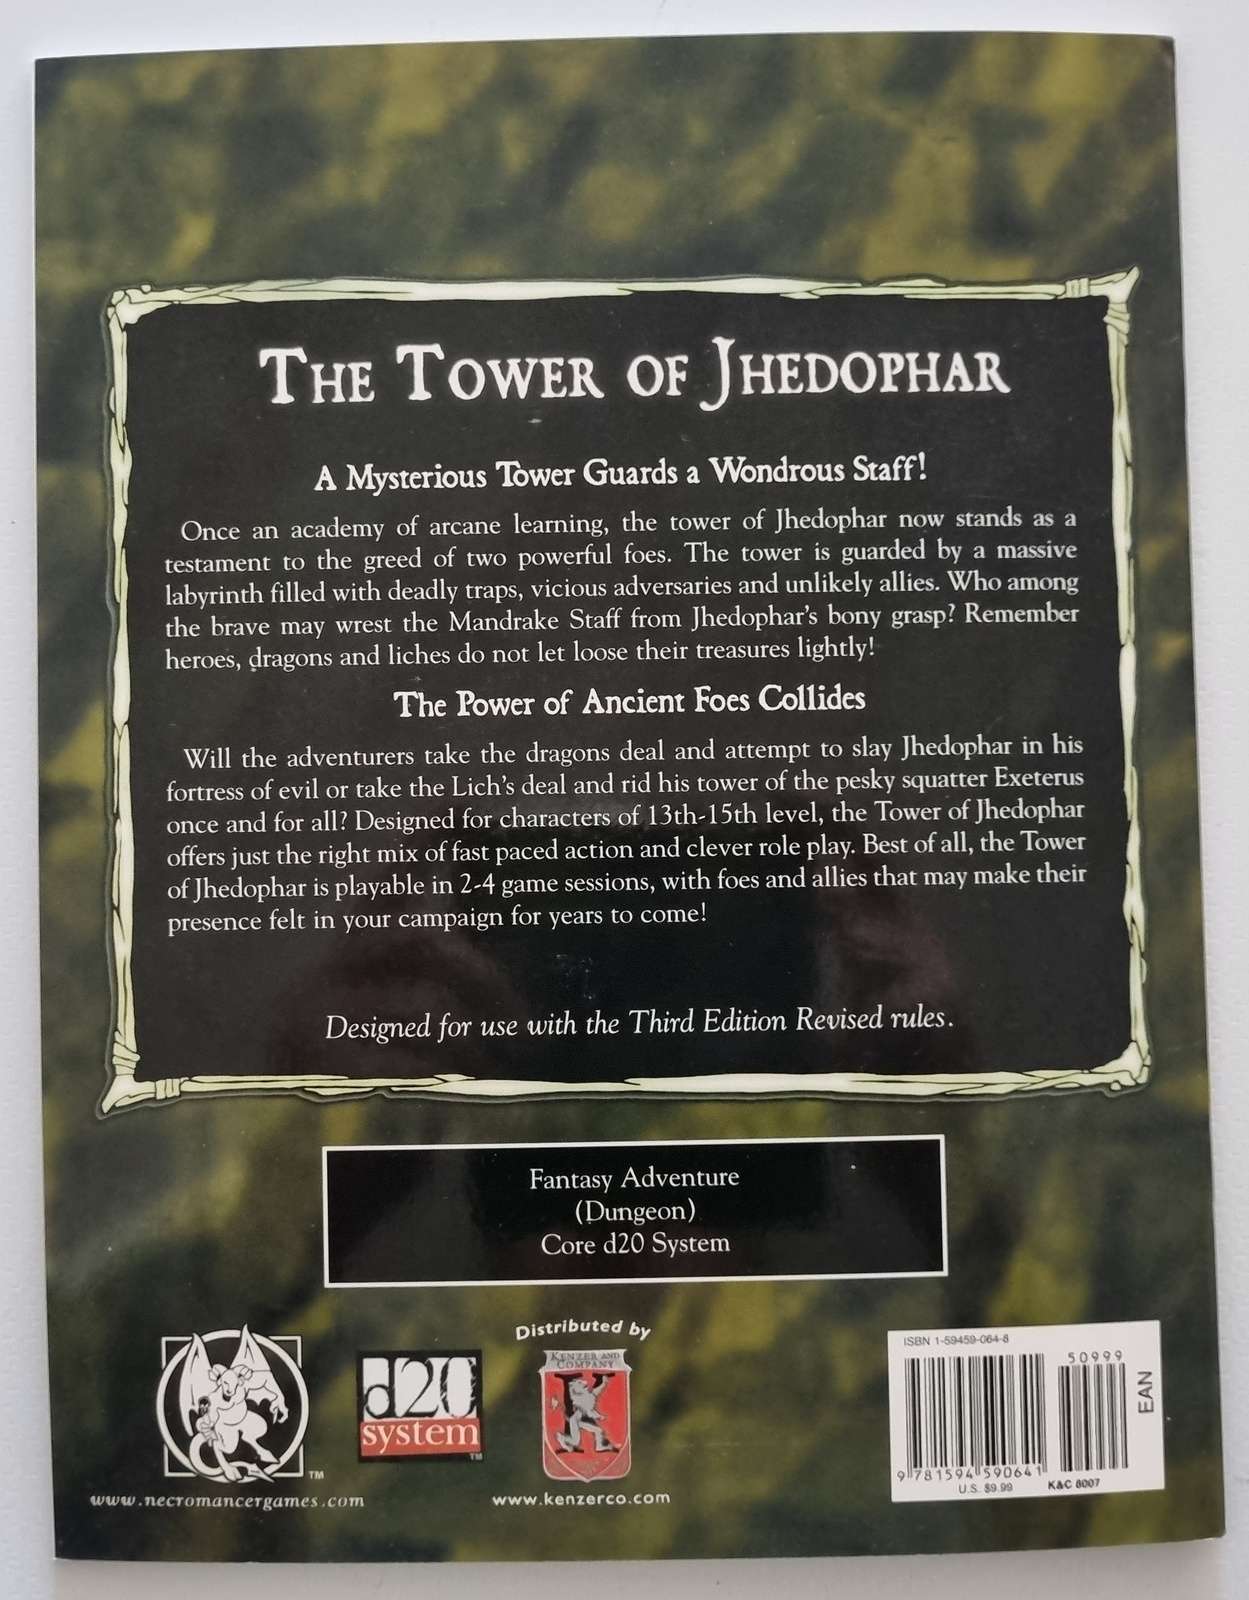 The Tower of Jhedophar
A Mysterious Tower Guards a Wondrous Staff!
Once an academy of arcane learning, the tower of Jhedophar now stands as a
testament to the greed of two powerful foes. The tower is guarded by a massive
labyrinth filled with deadly traps, vicious adversaries and unlikely allies. Who among
the brave may wrest the Mandrake Staff from Jhedophar's bony grasp? Remember
heroes, dragons and liches do not let loose their treasures lightly!
The Power of Ancient Foes Collides
Will the adventurers take the dragons deal and attempt to slay Jhedophar in his
fortress of evil or take the Lich's deal and rid his tower of the pesky squatter Exeterus
once and for all? Designed for characters of 13th-15th level, the Tower of Jhedophar
offers just the right mix of fast paced action and clever role play. Best of all, the Tower
of Jhedophar is playable in 2-4 game sessions, with foes and allies that may make their
presence felt in your campaign for years to come!
Designed for use with the Third Edition Revised rules.
Fantasy Adventure
(Dungeon)
Core d20 System
TM
www.necromancergames.com
d20
system
TM
Distributed by
KENZER AND
COMPANY
K
www.kenzerco.com
ISBN 1-59459-064-8
50999
EAN
9 781594 590641
U.S. $9.99 K&C 8007